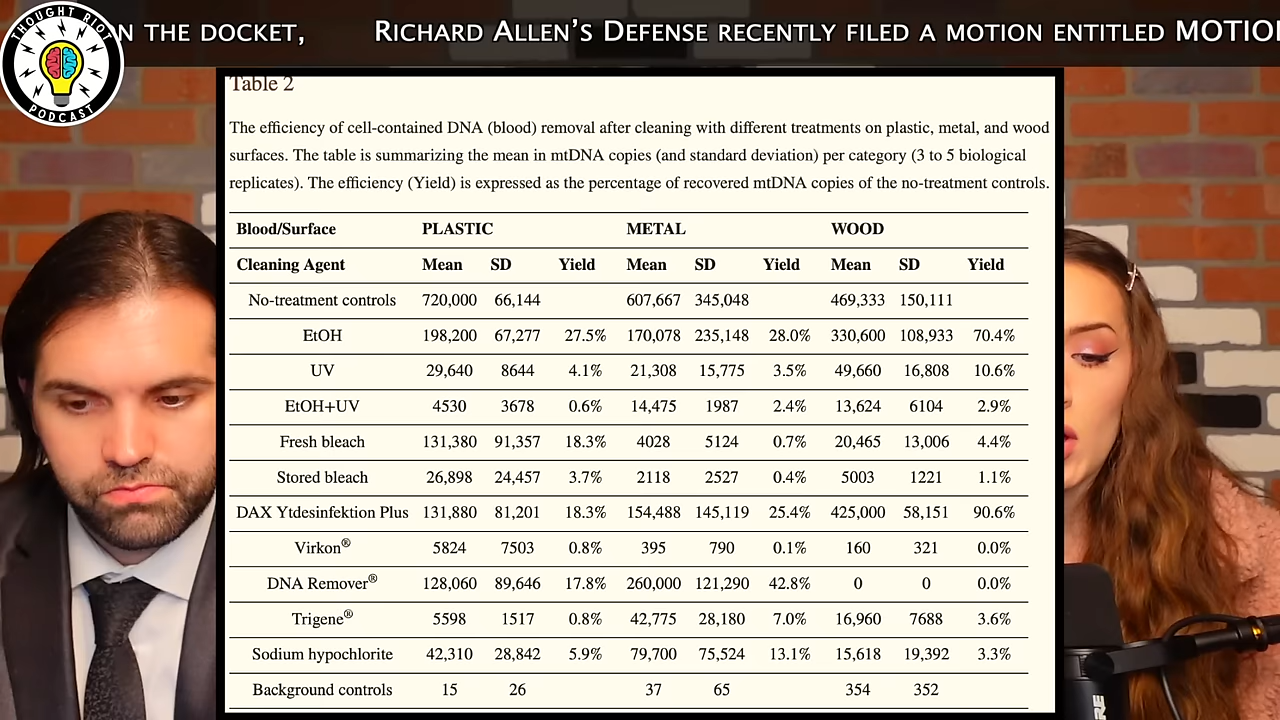 THOUGHT RIOT
PODCAST
N THE DOCKET, RICHARD ALLEN'S DEFENSE RECENTLY FILED A MOTION ENTITLED MOTIO
Table 2
The efficiency of cell-contained DNA (blood) removal after cleaning with different treatments on plastic, metal, and wood
surfaces. The table is summarizing the mean in mtDNA copies (and standard deviation) per category (3 to 5 biological
replicates). The efficiency (Yield) is expressed as the percentage of recovered mtDNA copies of the no-treatment controls.
Blood/Surface PLASTIC METAL WOOD
Cleaning Agent Mean SD Yield Mean SD Yield Mean SD Yield
No-treatment controls 720,000 66,144 607,667 345,048 469,333 150,111
EtOH 198,200 67,277 27.5% 170,078 235,148 28.0% 330,600 108,933 70.4%
UV 29,640 8644 4.1% 21,308 15,775 3.5% 49,660 16,808 10.6%
EtOH+UV 4530 3678 0.6% 14,475 1987 2.4% 13,624 6104 2.9%
Fresh bleach 131,380 91,357 18.3% 4028 5124 0.7% 20,465 13,006 4.4%
Stored bleach 26,898 24,457 3.7% 2118 2527 0.4% 5003 1221 1.1%
DAX Ytdesinfektion Plus 131,880 81,201 18.3% 154,488 145,119 25.4% 425,000 58,151 90.6%
Virkon® 5824 7503 0.8% 395 790 0.1% 160 321 0.0%
DNA Remover® 128,060 89,646 17.8% 260,000 121,290 42.8% 0 0 0.0%
Trigene® 5598 1517 0.8% 42,775 28,180 7.0% 16,960 7688 3.6%
Sodium hypochlorite 42,310 28,842 5.9% 79,700 75,524 13.1% 15,618 19,392 3.3%
Background controls 15 26 37 65 354 352
RE